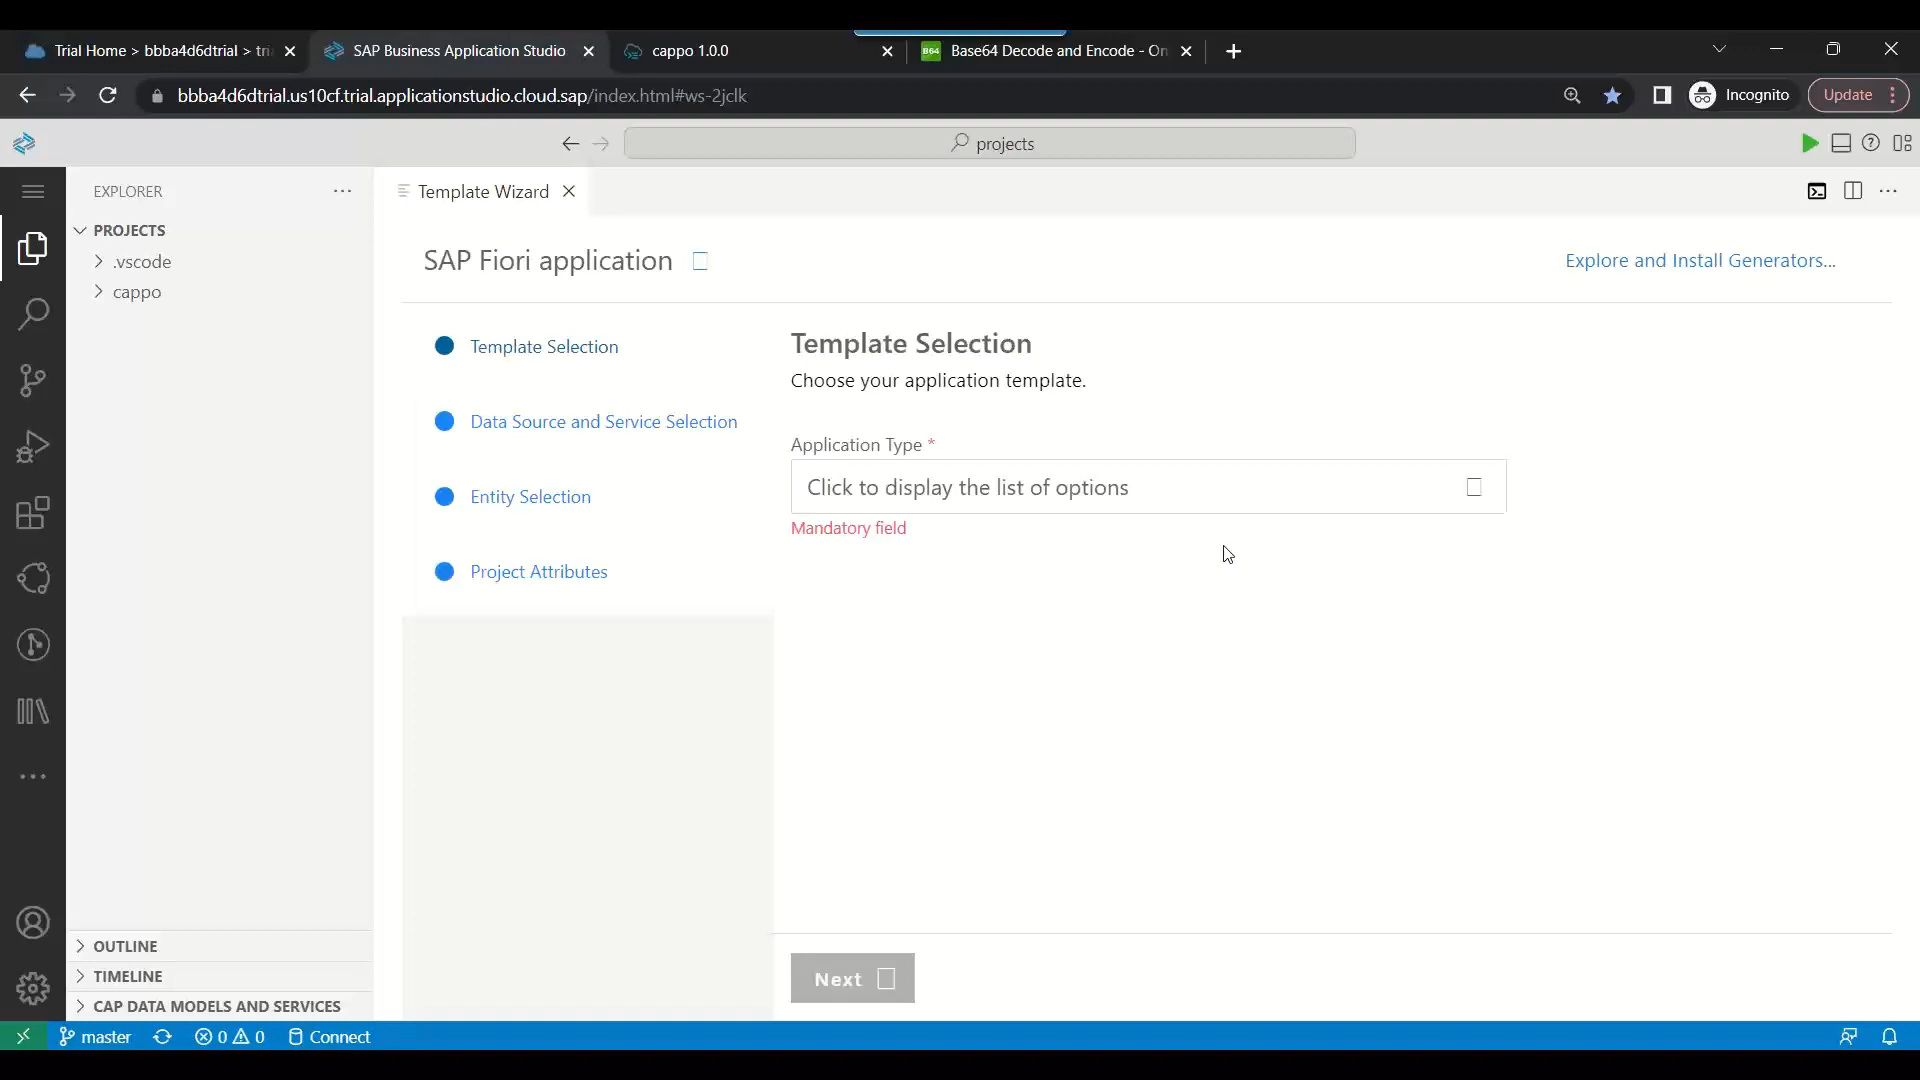 Trial Home > bbba4d6dtrial > tri
SAP Business Application Studio
cappo 1.0.0
B64 Base64 Decode and Encode - On
bbba4d6dtrial.us10cf.trial.applicationstudio.cloud.sap/index.html#ws-2jclk
Incognito
Update
projects
EXPLORER
Template Wizard
PROJECTS
.vscode
cappo
SAP Fiori application
Explore and Install Generators...
Template Selection
Data Source and Service Selection
Entity Selection
Project Attributes
Template Selection
Choose your application template.
Application Type *
Click to display the list of options
Mandatory field
Next
OUTLINE
TIMELINE
CAP DATA MODELS AND SERVICES
master
0 0
Connect